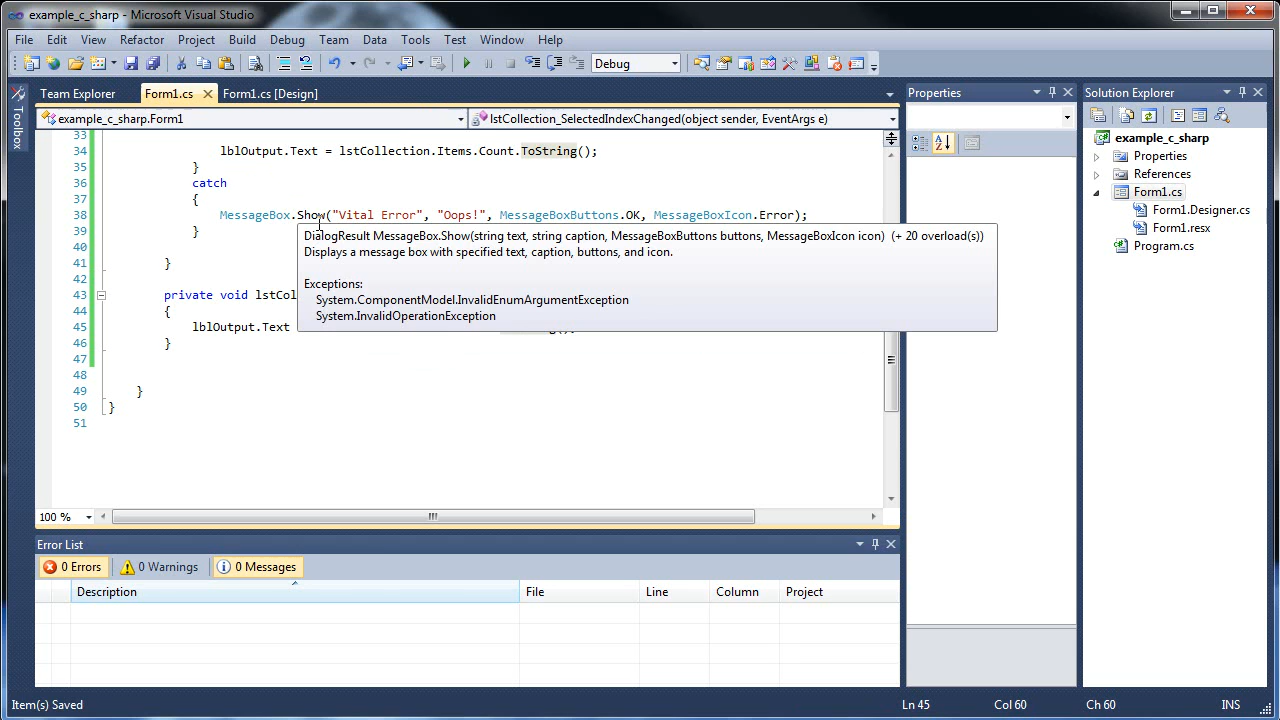 example_c_sharp - Microsoft Visual Studio
File Edit View Refactor Project Build Debug Team Data Tools Test Window Help
Debug
Team Explorer Form1.cs Form1.cs [Design]
example_c_sharp.Form1 lstCollection_SelectedIndexChanged(object sender, EventArgs e)
Toolbox
33
34 lblOutput.Text = lstCollection.Items.Count.ToString();
35 }
36 catch
37 {
38 MessageBox.Show("Vital Error", "Oops!", MessageBoxButtons.OK, MessageBoxIcon.Error);
39 }
DialogResult MessageBox.Show(string text, string caption, MessageBoxButtons buttons, MessageBoxIcon icon) (+ 20 overload(s))
Displays a message box with specified text, caption, buttons, and icon.
Exceptions:
System.ComponentModel.InvalidEnumArgumentException
System.InvalidOperationException
40
41 }
42
43 private void lstCol
44 {
45 lblOutput.Text
46 }
47
48
49 }
50 }
51
100 %
Error List
0 Errors 0 Warnings 0 Messages
Description File Line Column Project
Properties
Solution Explorer
example_c_sharp
Properties
References
Form1.cs
Form1.Designer.cs
Form1.resx
Program.cs
Item(s) Saved Ln 45 Col 60 Ch 60 INS